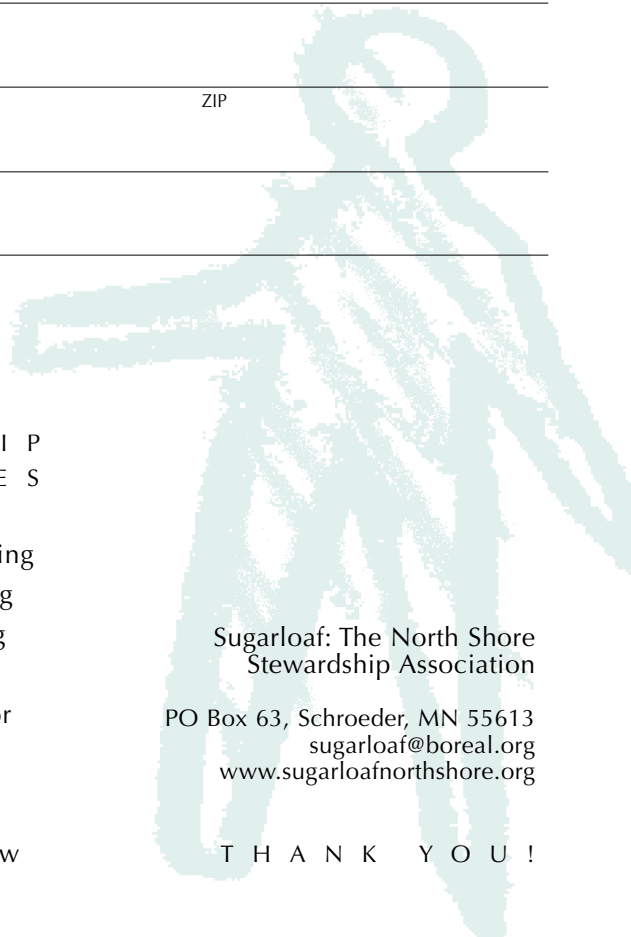 ZIP
I P
E S
ing
g
g
or
w
Sugarloaf: The North Shore
Stewardship Association
PO Box 63, Schroeder, MN 55613
sugarloaf@boreal.org
www.sugarloafnorthshore.org
T H A N K Y O U !